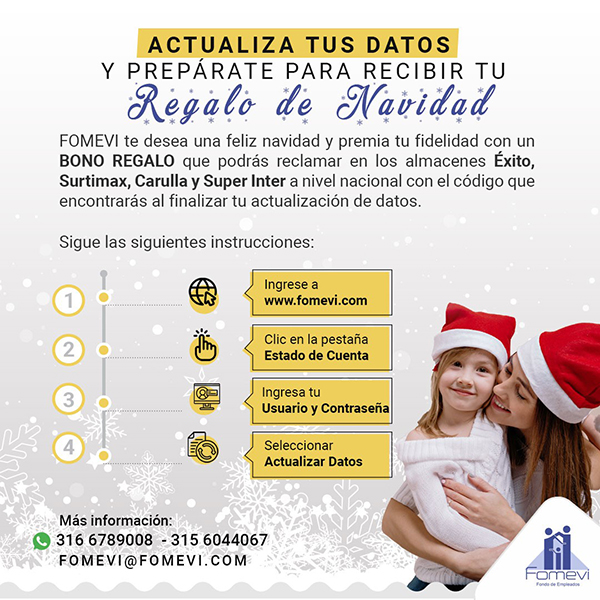 ACTUALIZA TUS DATOS
Y PREPÁRATE PARA RECIBIR TU
Regalo de Navidad
FOMEVI te desea una feliz navidad y premia tu fidelidad con un
BONO REGALO que podrás reclamar en los almacenes Éxito,
Surtimax, Carulla y Super Inter a nivel nacional con el código que
encontrarás al finalizar tu actualización de datos.
Sigue las siguientes instrucciones:
1
Ingrese a
www.fomevi.com
2
Clic en la pestaña
Estado de Cuenta
3
Ingresa tu
Usuario y Contraseña
4
Seleccionar
Actualizar Datos
Más información:
316 6789008 - 315 6044067
FOMEVI@FOMEVI.COM
Fomevi
Fondo de Empleados